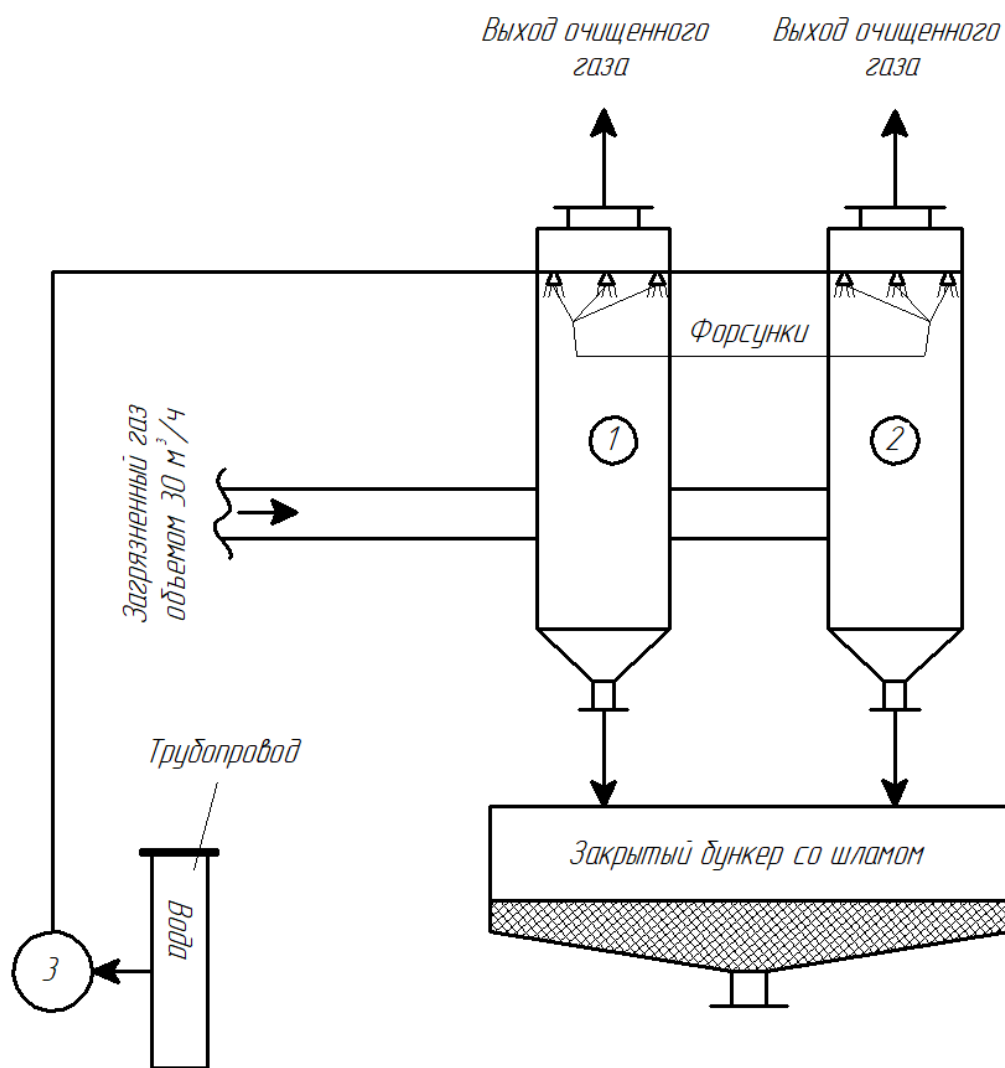 Выход очищенного
газа
Выход очищенного
газа
Форсунки
1
2
Загрязненный газ
объемом 30 м³/ч
Трубопровод
Вода
3
Закрытый бункер со шламом